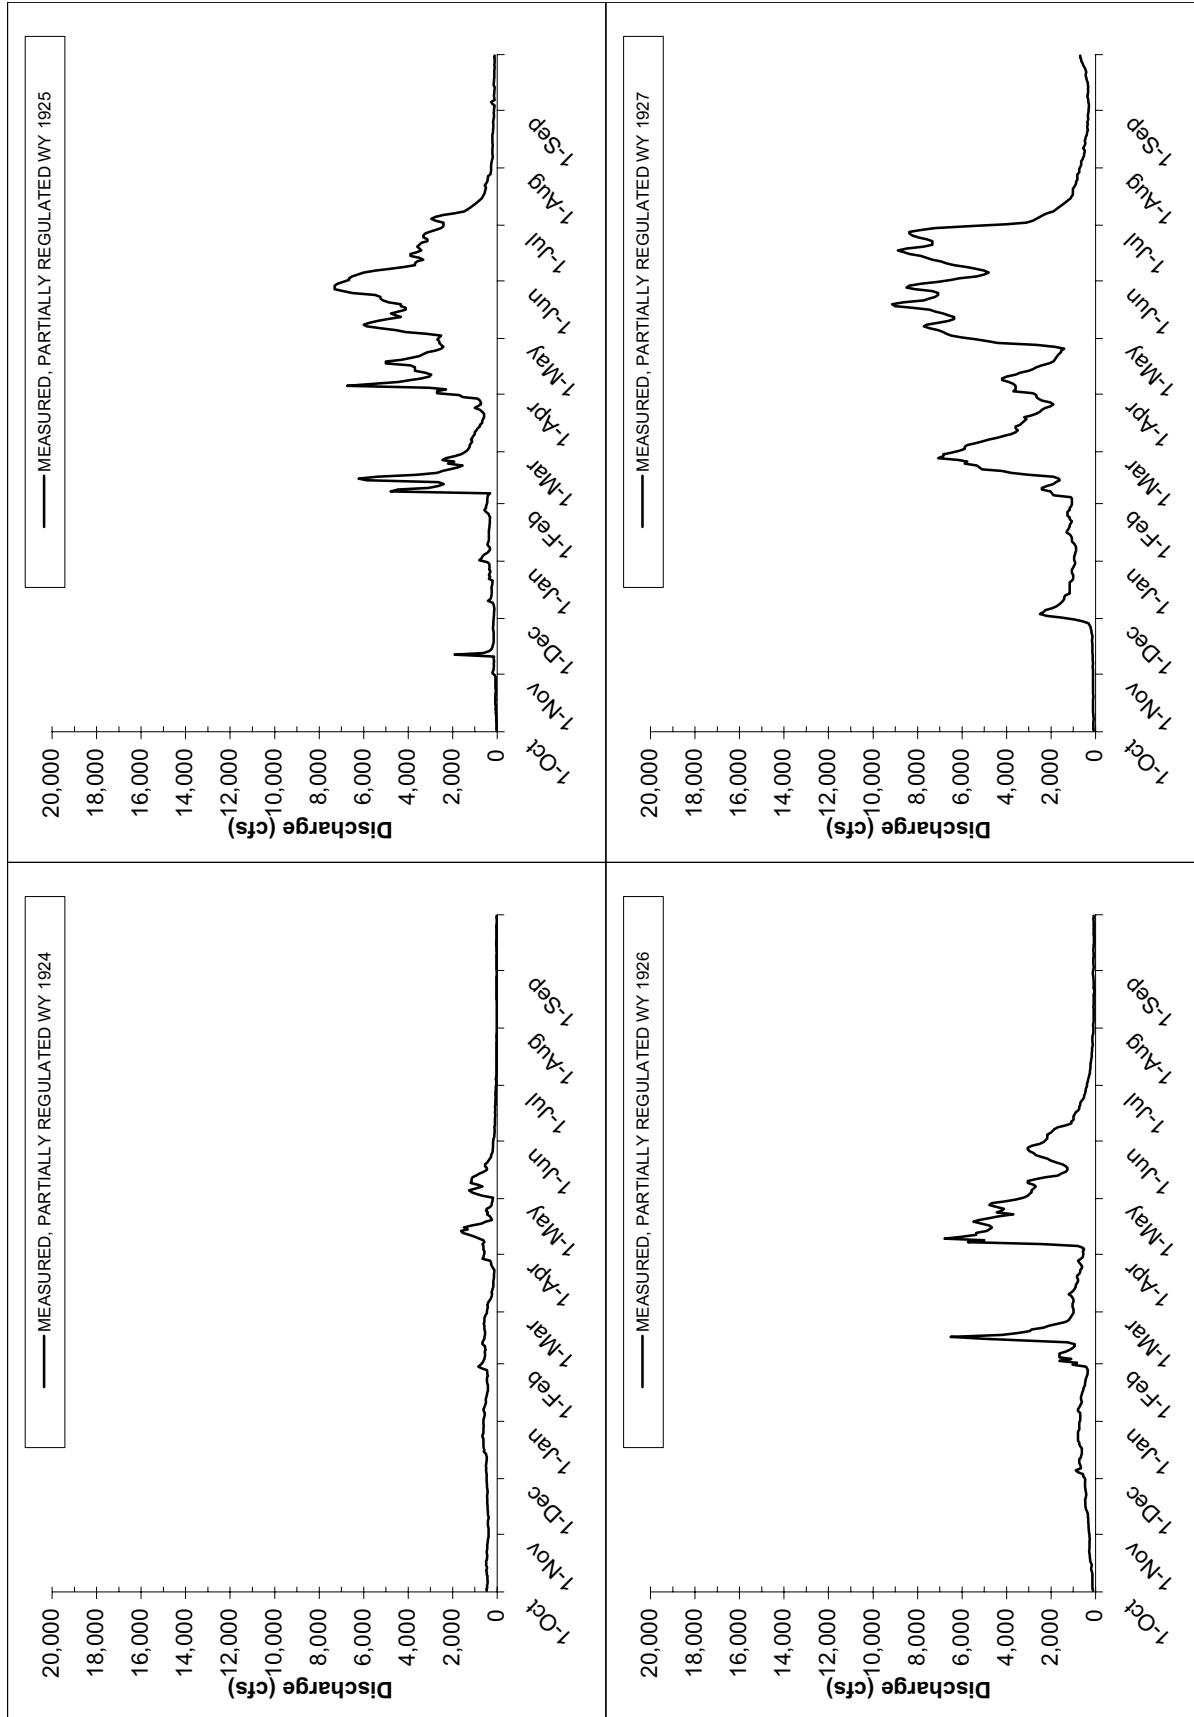 MEASURED, PARTIALLY REGULATED WY 1924
Discharge (cfs)
20,000
18,000
16,000
14,000
12,000
10,000
8,000
6,000
4,000
2,000
0
1-Oct
1-Nov
1-Dec
1-Jan
1-Feb
1-Mar
1-Apr
1-May
1-Jun
1-Jul
1-Aug
1-Sep
MEASURED, PARTIALLY REGULATED WY 1925
Discharge (cfs)
20,000
18,000
16,000
14,000
12,000
10,000
8,000
6,000
4,000
2,000
0
1-Oct
1-Nov
1-Dec
1-Jan
1-Feb
1-Mar
1-Apr
1-May
1-Jun
1-Jul
1-Aug
1-Sep
MEASURED, PARTIALLY REGULATED WY 1926
Discharge (cfs)
20,000
18,000
16,000
14,000
12,000
10,000
8,000
6,000
4,000
2,000
0
1-Oct
1-Nov
1-Dec
1-Jan
1-Feb
1-Mar
1-Apr
1-May
1-Jun
1-Jul
1-Aug
1-Sep
MEASURED, PARTIALLY REGULATED WY 1927
Discharge (cfs)
20,000
18,000
16,000
14,000
12,000
10,000
8,000
6,000
4,000
2,000
0
1-Oct
1-Nov
1-Dec
1-Jan
1-Feb
1-Mar
1-Apr
1-May
1-Jun
1-Jul
1-Aug
1-Sep